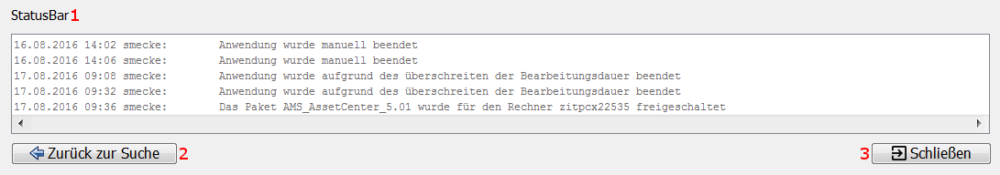 StatusBar 1
16.08.2016 14:02 smecke: Anwendung wurde manuell beendet
16.08.2016 14:06 smecke: Anwendung wurde manuell beendet
17.08.2016 09:08 smecke: Anwendung wurde aufgrund des überschreiten der Bearbeitungsdauer beendet
17.08.2016 09:32 smecke: Anwendung wurde aufgrund des überschreiten der Bearbeitungsdauer beendet
17.08.2016 09:36 smecke: Das Paket AMS_AssetCenter_5.01 wurde für den Rechner zitpcx22535 freigeschaltet
Zurück zur Suche 2
3 Schließen